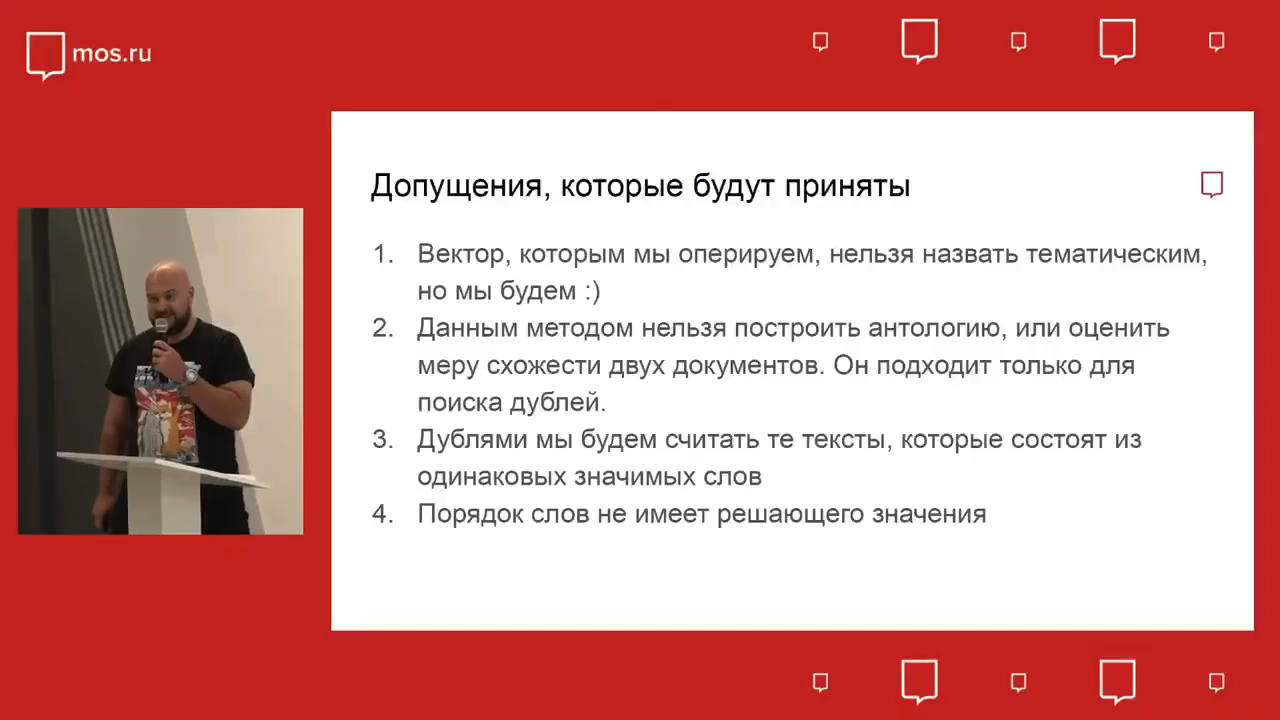 mos.ru
Допущения, которые будут приняты
1. Вектор, которым мы оперируем, нельзя назвать тематическим,
но мы будем :)
2. Данным методом нельзя построить антологию, или оценить
меру схожести двух документов. Он подходит только для
поиска дублей.
3. Дублями мы будем считать те тексты, которые состоят из
одинаковых значимых слов
4. Порядок слов не имеет решающего значения